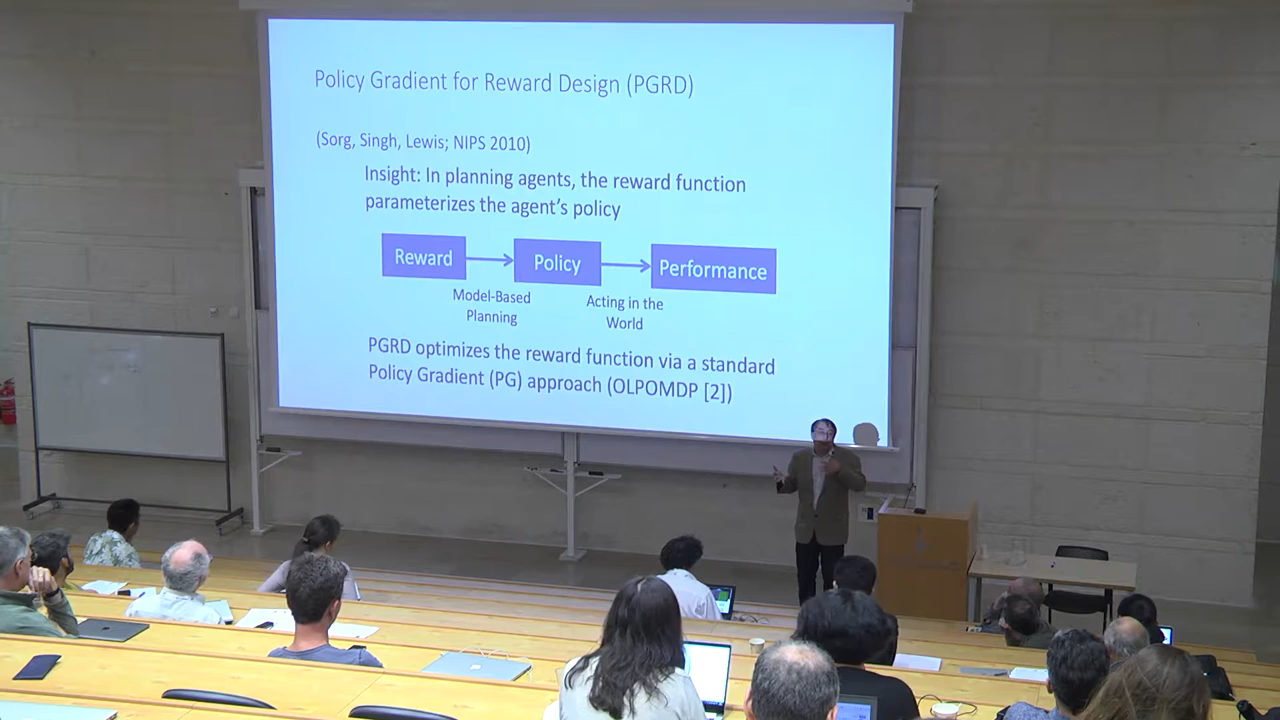 Policy Gradient for Reward Design (PGRD)
(Sorg, Singh, Lewis; NIPS 2010)
Insight: In planning agents, the reward function
parameterizes the agent's policy
Reward
Policy
Performance
Model-Based
Planning
Acting in the
World
PGRD optimizes the reward function via a standard
Policy Gradient (PG) approach (OLPOMDP [2])